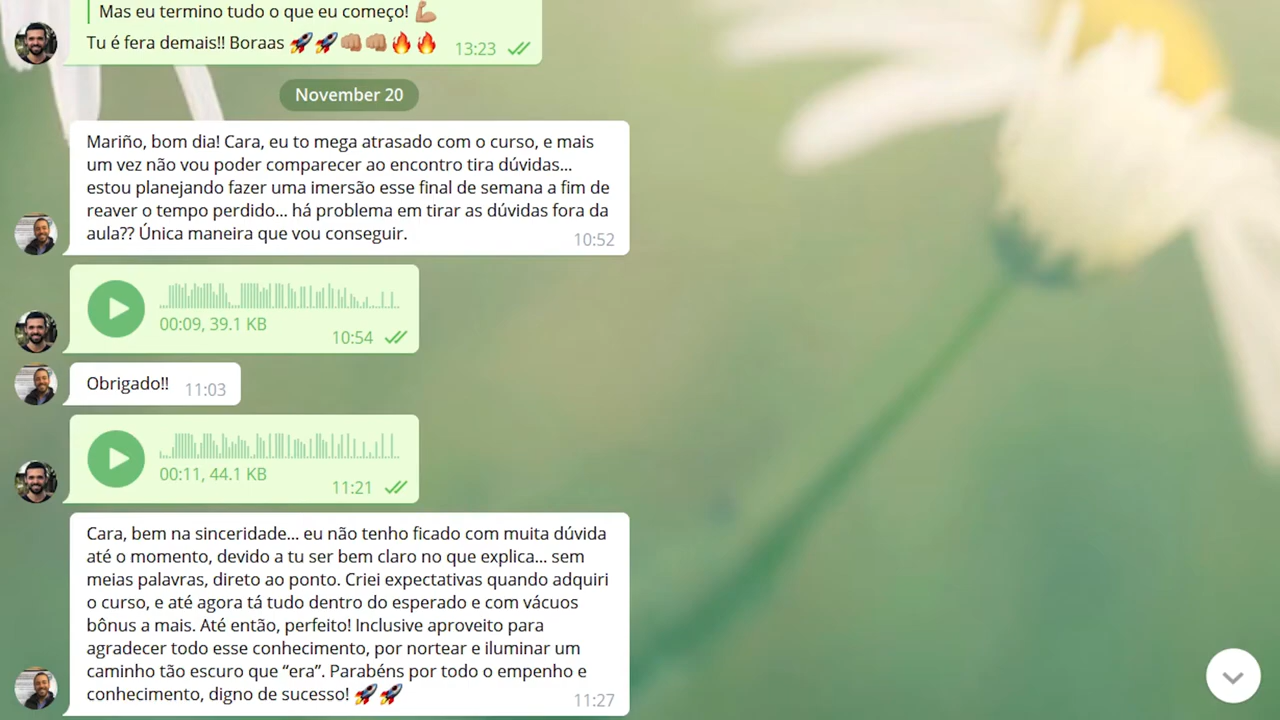 Mas eu termino tudo o que eu começo! 💪🏼
Tu é fera demais!! Boraas 🚀🚀👊🏼👊🏼🔥🔥 13:23
November 20
Mariño, bom dia! Cara, eu to mega atrasado com o curso, e mais
um vez não vou poder comparecer ao encontro tira dúvidas...
estou planejando fazer uma imersão esse final de semana a fim de
reaver o tempo perdido... há problema em tirar as dúvidas fora da
aula?? Única maneira que vou conseguir. 10:52
00:09, 39.1 KB
10:54
Obrigado!! 11:03
00:11, 44.1 KB
11:21
Cara, bem na sinceridade... eu não tenho ficado com muita dúvida
até o momento, devido a tu ser bem claro no que explica... sem
meias palavras, direto ao ponto. Criei expectativas quando adquiri
o curso, e até agora tá tudo dentro do esperado e com vácuos
bônus a mais. Até então, perfeito! Inclusive aproveito para
agradecer todo esse conhecimento, por nortear e iluminar um
caminho tão escuro que “era”. Parabéns por todo o empenho e
conhecimento, digno de sucesso! 🚀🚀 11:27